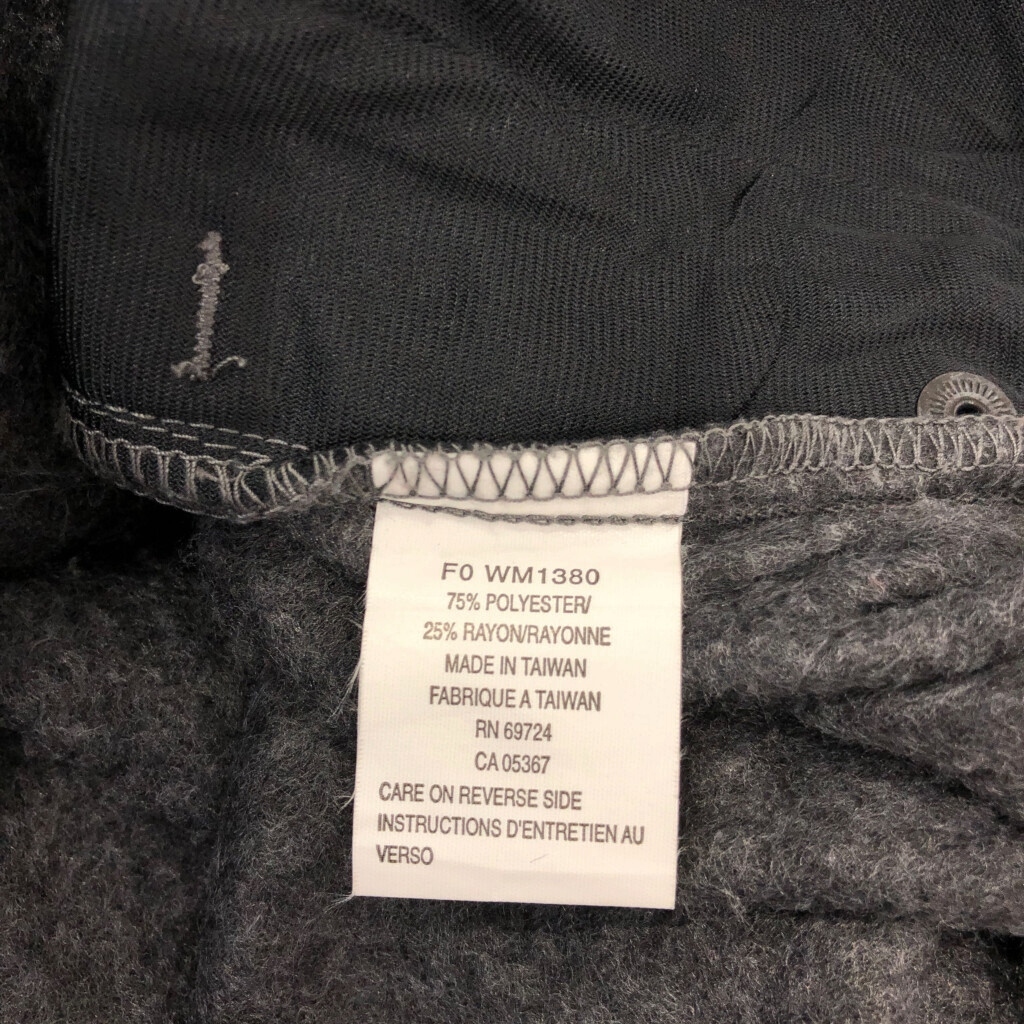 F0 WM1380
75% POLYESTER/
25% RAYON/RAYONNE
MADE IN TAIWAN
FABRIQUE A TAIWAN
RN 69724
CA 05367
CARE ON REVERSE SIDE
INSTRUCTIONS D'ENTRETIEN AU
VERSO